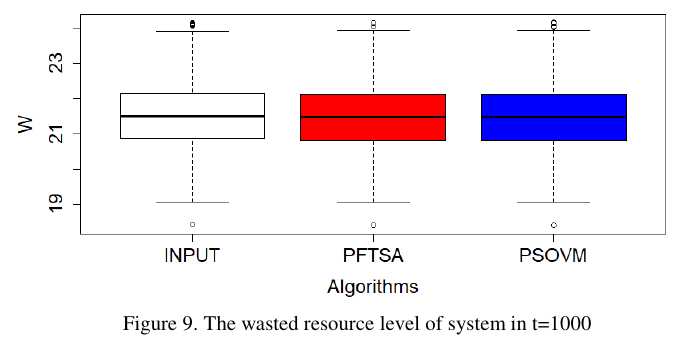 W
23
21
19
INPUT PFTSA PSOVM
Algorithms
Figure 9. The wasted resource level of system in t=1000